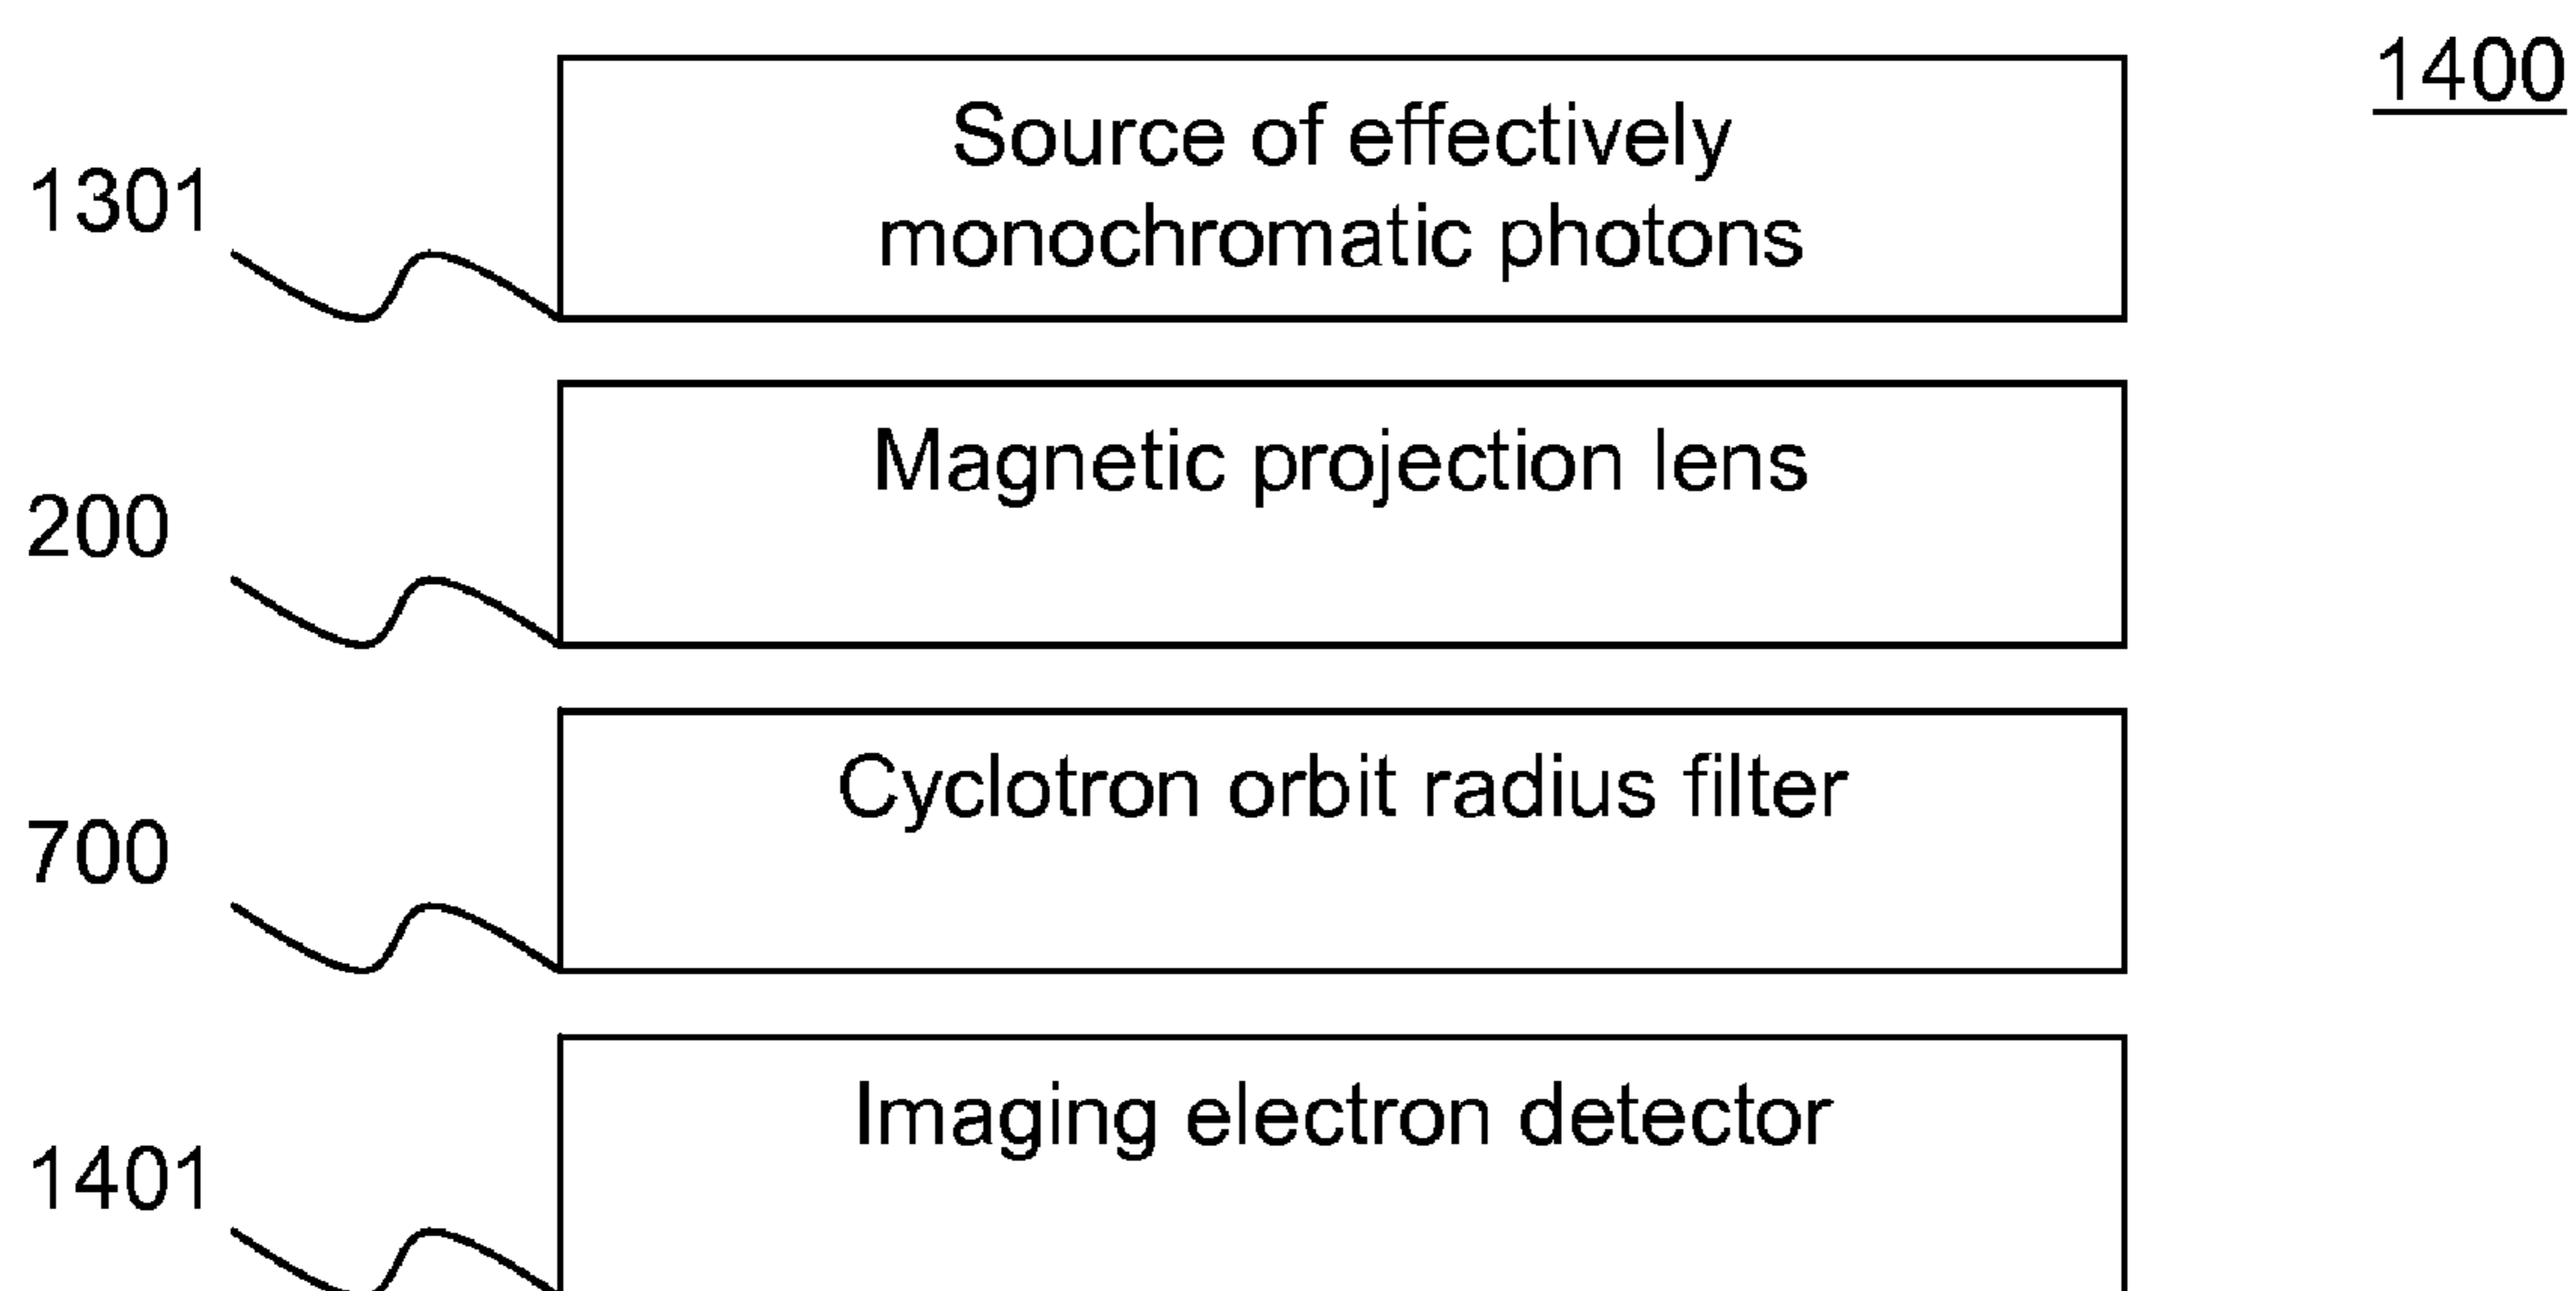 1400
Source of effectively
monochromatic photons
1301
Magnetic projection lens
200
Cyclotron orbit radius filter
700
Imaging electron detector
1401